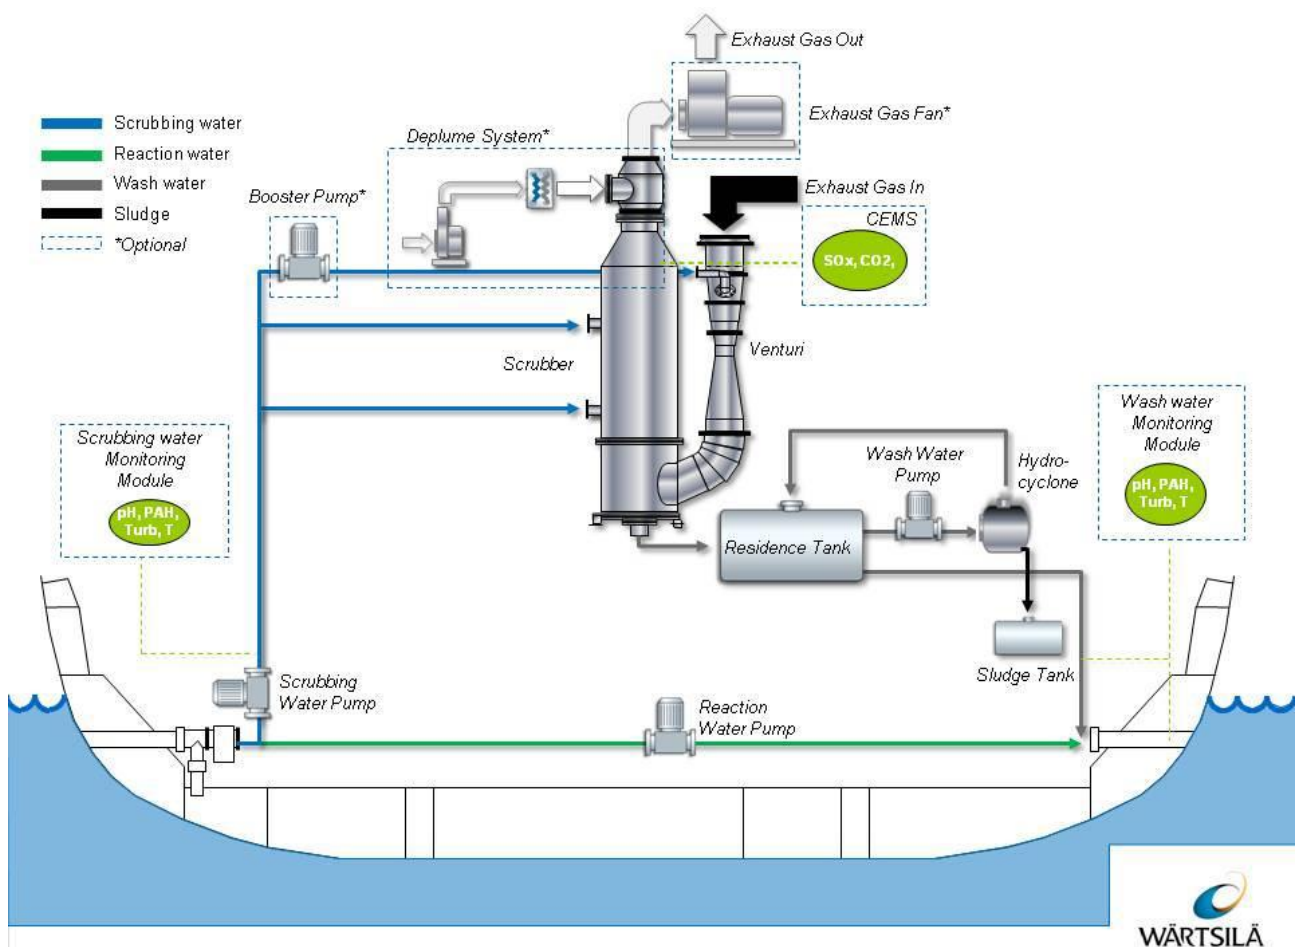 Exhaust Gas Out
Scrubbing water
Reaction water
Wash water
Sludge
*Optional
Deplume System*
Exhaust Gas Fan*
Booster Pump*
Exhaust Gas In
CEMS
SOx, CO2,
Venturi
Scrubber
Scrubbing water
Monitoring
Module
pH, PAH,
Turb, T
Wash water
Monitoring
Module
pH, PAH,
Turb, T
Wash Water
Pump
Hydro-
cyclone
Residence Tank
Sludge Tank
Scrubbing
Water Pump
Reaction
Water Pump
WÄRTSILÄ